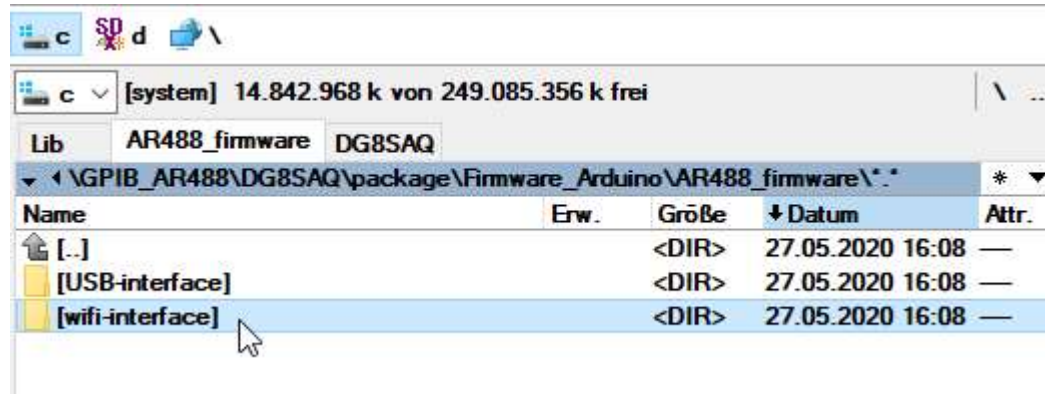 c d \
c [system] 14.842.968 k von 249.085.356 k frei \ ..
Lib AR488_firmware DG8SAQ
\GPIB_AR488\DG8SAQ\package\Firmware_Arduino\AR488_firmware\*.* *
Name Erw. Größe Datum Attr.
[..] <DIR> 27.05.2020 16:08 —
[USB-interface] <DIR> 27.05.2020 16:08 —
[wifi-interface] <DIR> 27.05.2020 16:08 —